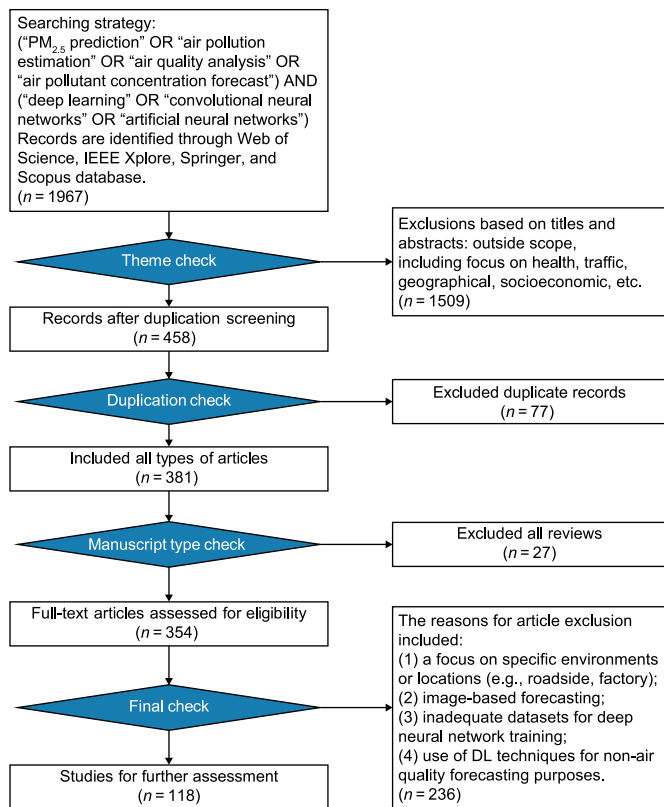 Searching strategy:
(“PM2.5 prediction” OR “air pollution
estimation” OR “air quality analysis” OR
“air pollutant concentration forecast”) AND
(“deep learning” OR “convolutional neural
networks” OR “artificial neural networks”)
Records are identified through Web of
Science, IEEE Xplore, Springer, and
Scopus database.
(n = 1967)
Theme check
Exclusions based on titles and
abstracts: outside scope,
including focus on health, traffic,
geographical, socioeconomic, etc.
(n = 1509)
Records after duplication screening
(n = 458)
Duplication check
Excluded duplicate records
(n = 77)
Included all types of articles
(n = 381)
Manuscript type check
Excluded all reviews
(n = 27)
Full-text articles assessed for eligibility
(n = 354)
Final check
The reasons for article exclusion
included:
(1) a focus on specific environments
or locations (e.g., roadside, factory);
(2) image-based forecasting;
(3) inadequate datasets for deep
neural network training;
(4) use of DL techniques for non-air
quality forecasting purposes.
(n = 236)
Studies for further assessment
(n = 118)